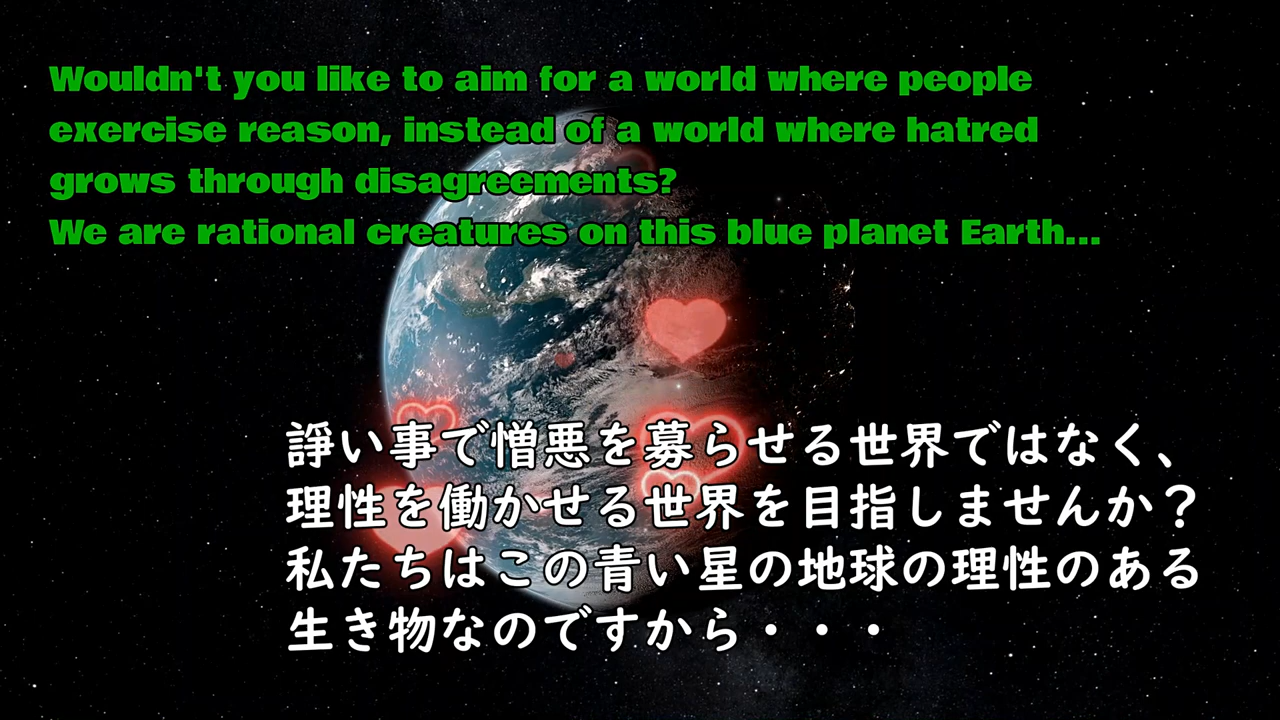 Wouldn't you like to aim for a world where people
exercise reason, instead of a world where hatred
grows through disagreements?
We are rational creatures on this blue planet Earth...
諍い事で憎悪を募らせる世界ではなく、
理性を働かせる世界を目指しませんか？
私たちはこの青い星の地球の理性のある
生き物なのですから・・・